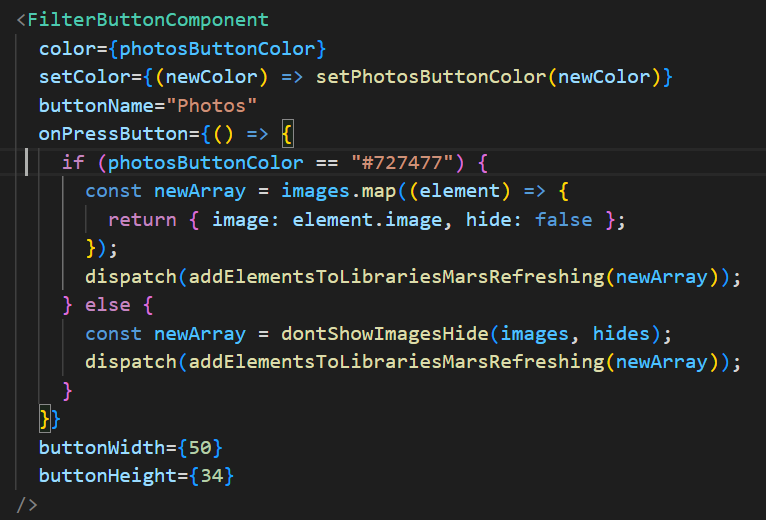 <FilterButtonComponent
color={photosButtonColor}
setColor={(newColor) => setPhotosButtonColor(newColor)}
buttonName="Photos"
onPressButton={() => {
if (photosButtonColor == "#727477") {
const newArray = images.map((element) => {
return { image: element.image, hide: false };
});
dispatch(addElementsToLibrariesMarsRefreshing(newArray));
} else {
const newArray = dontShowImagesHide(images, hides);
dispatch(addElementsToLibrariesMarsRefreshing(newArray));
}
}}
buttonWidth={50}
buttonHeight={34}
/>